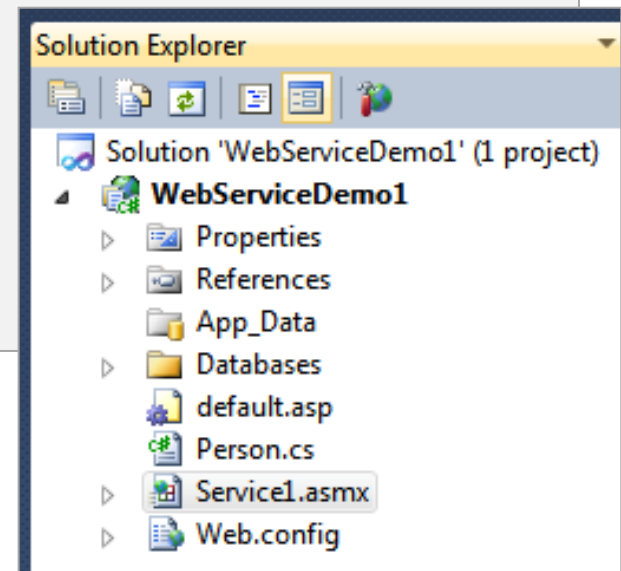 Solution Explorer
Solution 'WebServiceDemo1' (1 project)
WebServiceDemo1
Properties
References
App_Data
Databases
default.asp
Person.cs
Service1.asmx
Web.config